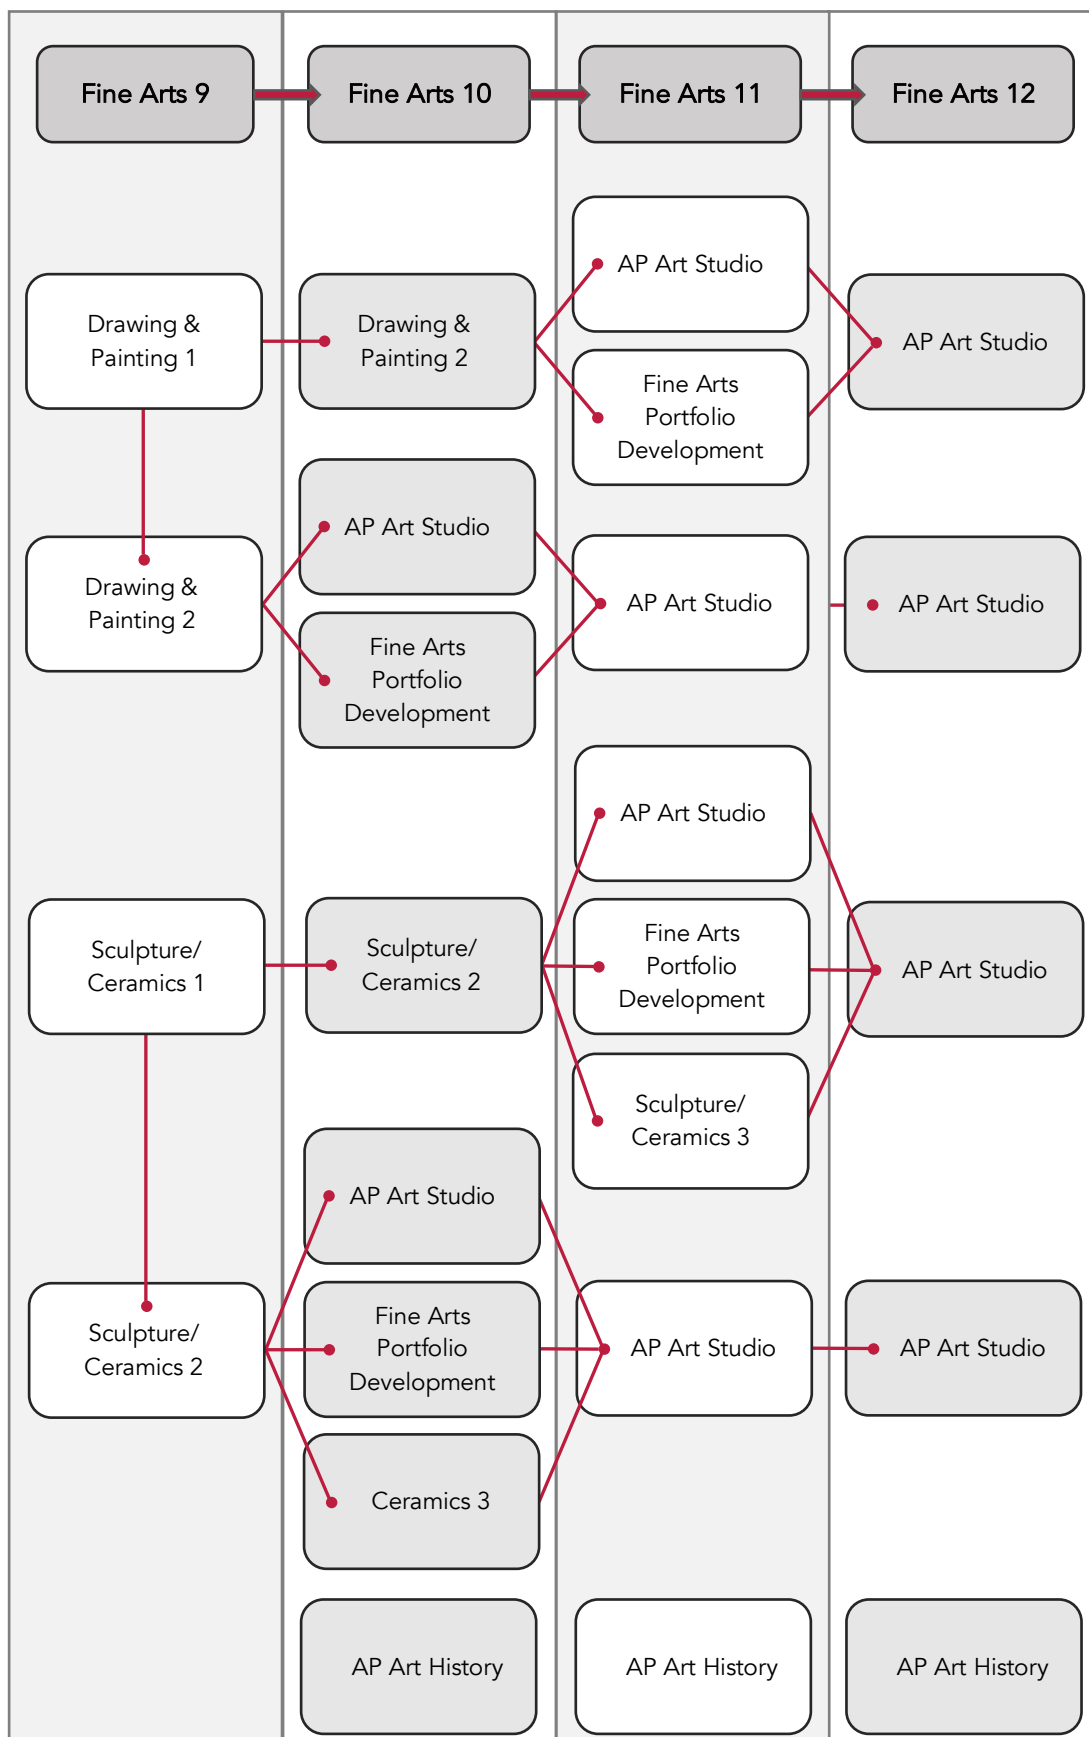 Fine Arts 9
Fine Arts 10
Fine Arts 11
Fine Arts 12
AP Art Studio
Drawing &
Painting 1
Drawing &
Painting 2
AP Art Studio
Fine Arts
Portfolio
Development
AP Art Studio
Drawing &
Painting 2
AP Art Studio
AP Art Studio
Fine Arts
Portfolio
Development
AP Art Studio
Sculpture/
Ceramics 1
Sculpture/
Ceramics 2
Fine Arts
Portfolio
Development
AP Art Studio
Sculpture/
Ceramics 3
AP Art Studio
Sculpture/
Ceramics 2
Fine Arts
Portfolio
Development
AP Art Studio
AP Art Studio
Ceramics 3
AP Art History
AP Art History
AP Art History